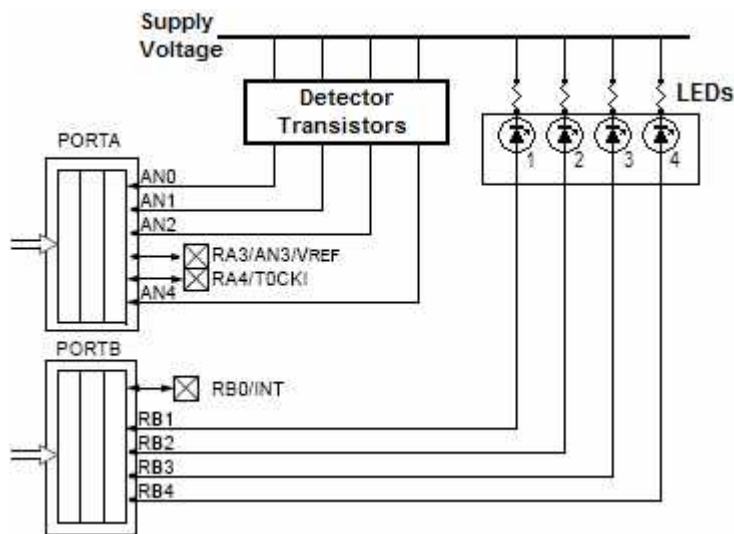 Supply
Voltage
Detector
Transistors
LEDs
1
2
3
4
PORTA
AN0
AN1
AN2
RA3/AN3/VREF
RA4/T0CKI
AN4
PORTB
RB0/INT
RB1
RB2
RB3
RB4